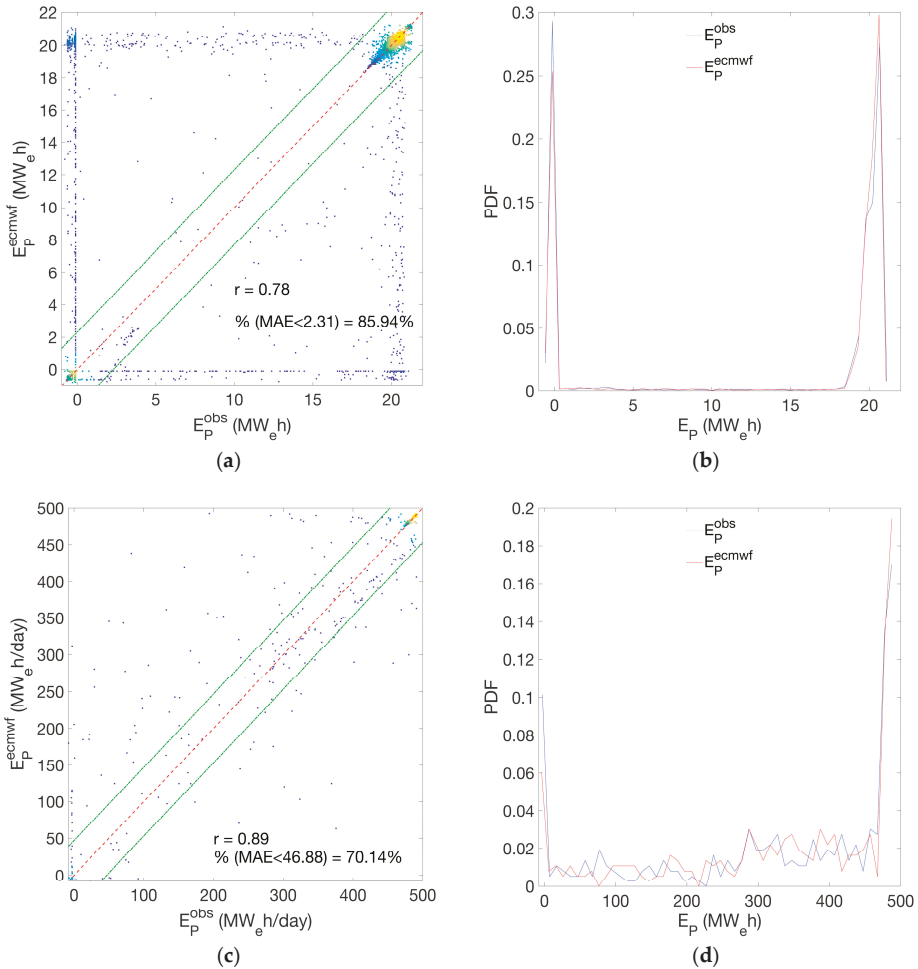 22
20
18
16
14
12
10
8
6
4
2
0
E_P^ecmwf (MW_eh)
r = 0.78
% (MAE<2.31) = 85.94%
0 5 10 15 20
E_P^obs (MW_eh)
(a)
0.3
0.25
0.2
0.15
0.1
0.05
0
PDF
E_P^obs
E_P^ecmwf
0 5 10 15 20
E_P (MW_eh)
(b)
500
450
400
350
300
250
200
150
100
50
0
E_P^ecmwf (MW_eh/day)
r = 0.89
% (MAE<46.88) = 70.14%
0 100 200 300 400 500
E_P^obs (MW_eh/day)
(c)
0.2
0.18
0.16
0.14
0.12
0.1
0.08
0.06
0.04
0.02
0
PDF
E_P^obs
E_P^ecmwf
0 100 200 300 400 500
E_P (MW_eh)
(d)